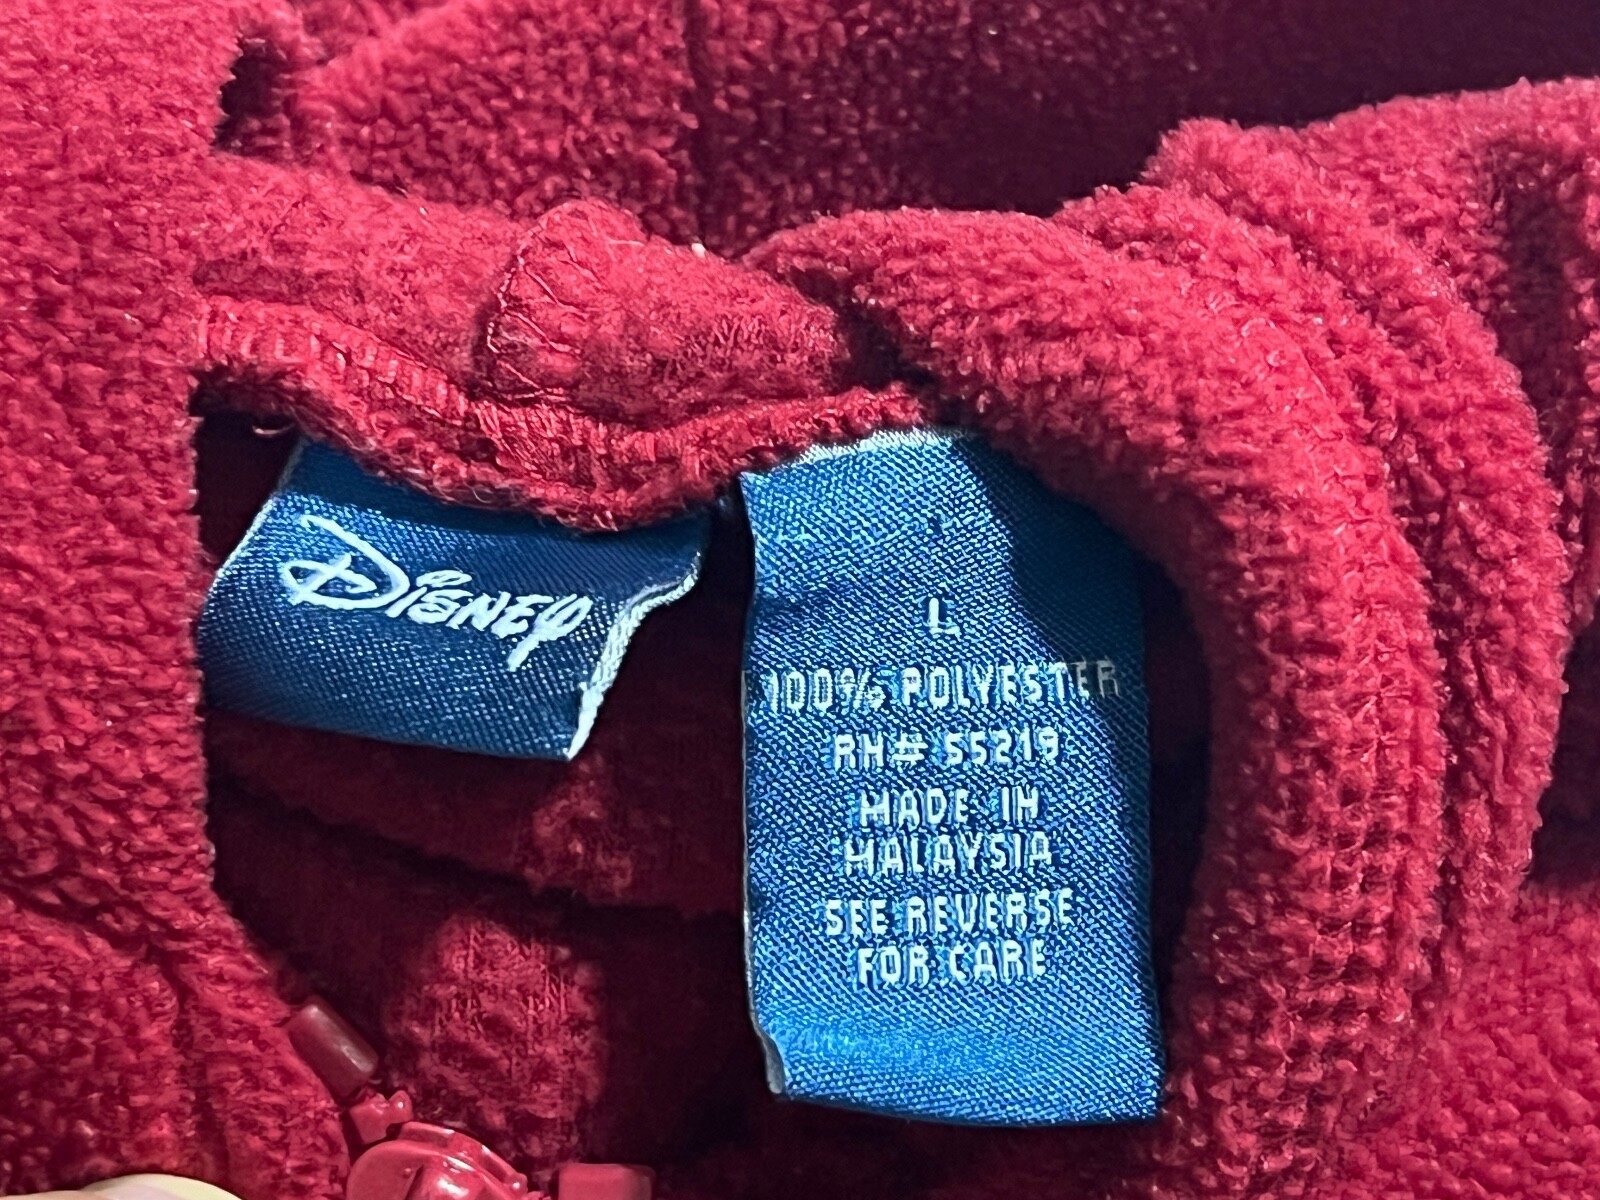 Disney
L
100% POLYESTER
RN# 55219
MADE IN
MALAYSIA
SEE REVERSE
FOR CARE